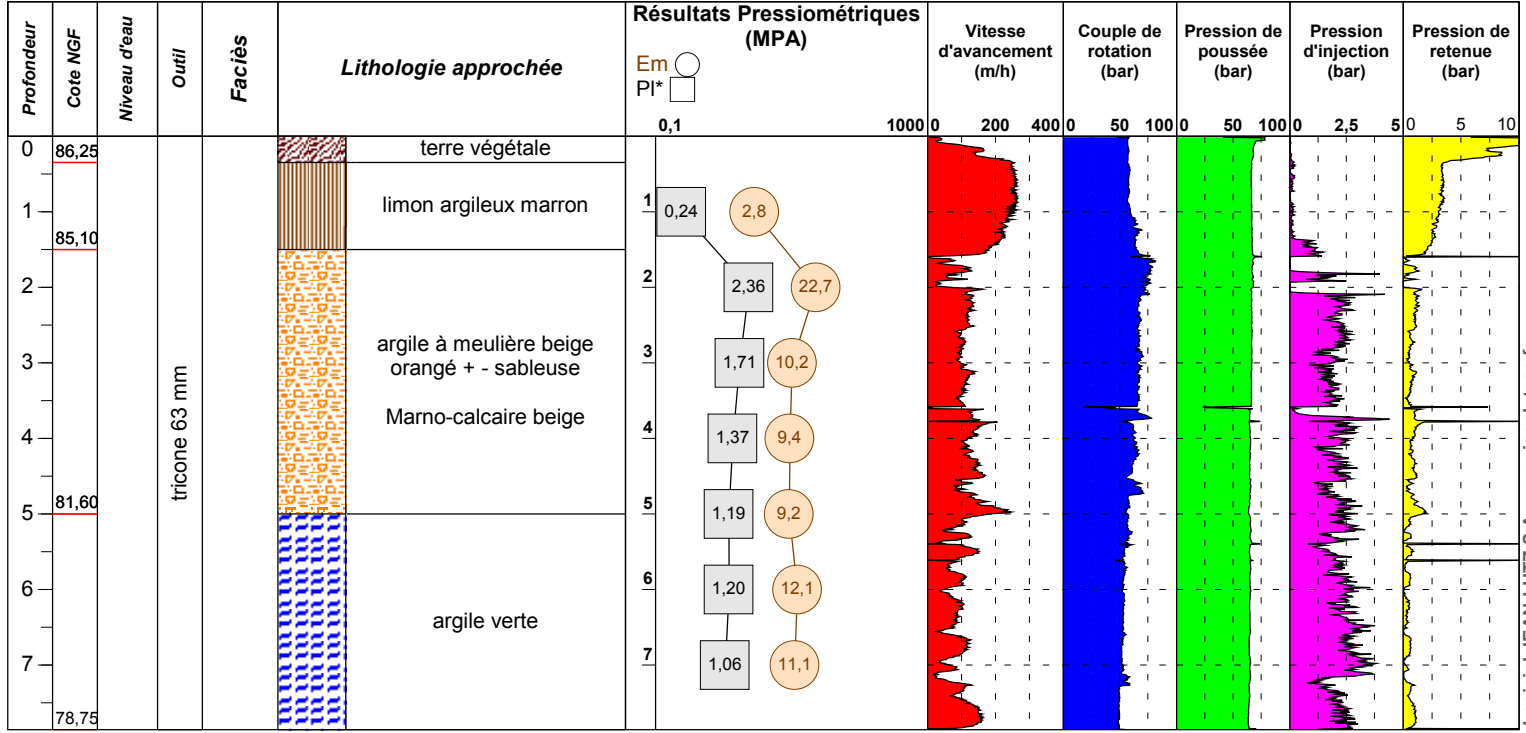 Profondeur
Cote NGF
Niveau d'eau
Outil
Faciès
Lithologie approchée
Résultats Pressiométriques
(MPA)
Em
Pl*
0,1 1000
Vitesse
d'avancement
(m/h)
0 200 400
Couple de
rotation
(bar)
0 50 100
Pression de
poussée
(bar)
0 50 100
Pression
d'injection
(bar)
0 2,5 5
Pression de
retenue
(bar)
0 5 10
0 86,25
terre végétale
limon argileux marron
1
1 0,24 2,8
85,10
2
2 2,36 22,7
argile à meulière beige
orangé + - sableuse
3
3 1,71 10,2
Marno-calcaire beige
4
4 1,37 9,4
tricone 63 mm
81,60
5
5 1,19 9,2
6
6 1,20 12,1
argile verte
7
7 1,06 11,1
78,75